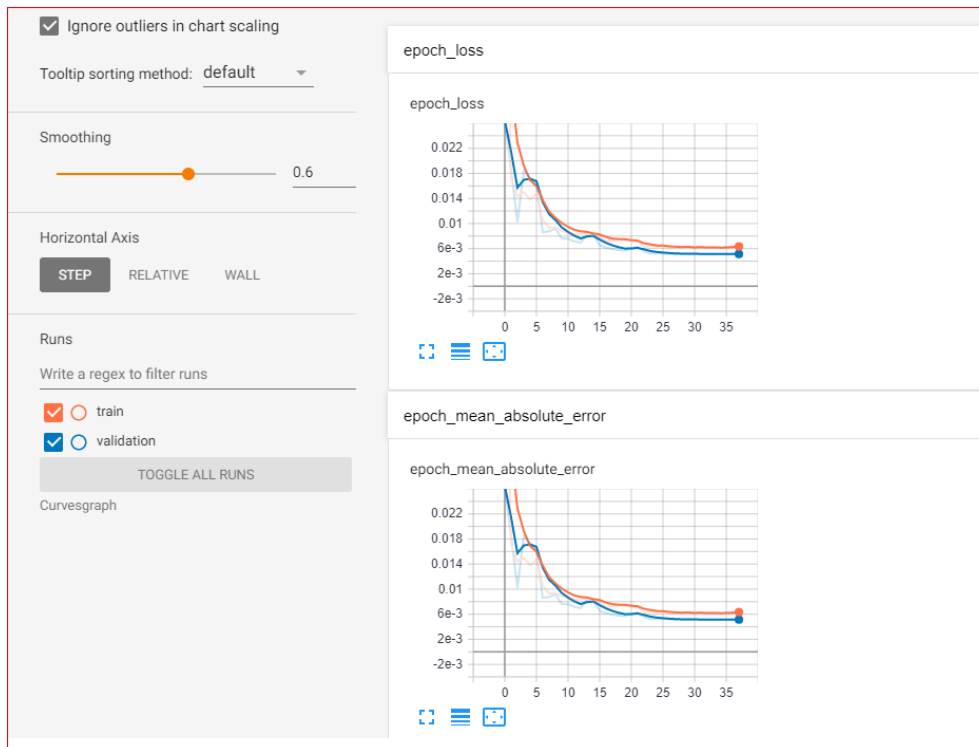 Ignore outliers in chart scaling
Tooltip sorting method: default
Smoothing
0.6
Horizontal Axis
STEP RELATIVE WALL
Runs
Write a regex to filter runs
train
validation
TOGGLE ALL RUNS
Curvesgraph
epoch_loss
epoch_loss
0.022
0.018
0.014
0.01
6e-3
2e-3
-2e-3
0 5 10 15 20 25 30 35
epoch_mean_absolute_error
epoch_mean_absolute_error
0.022
0.018
0.014
0.01
6e-3
2e-3
-2e-3
0 5 10 15 20 25 30 35